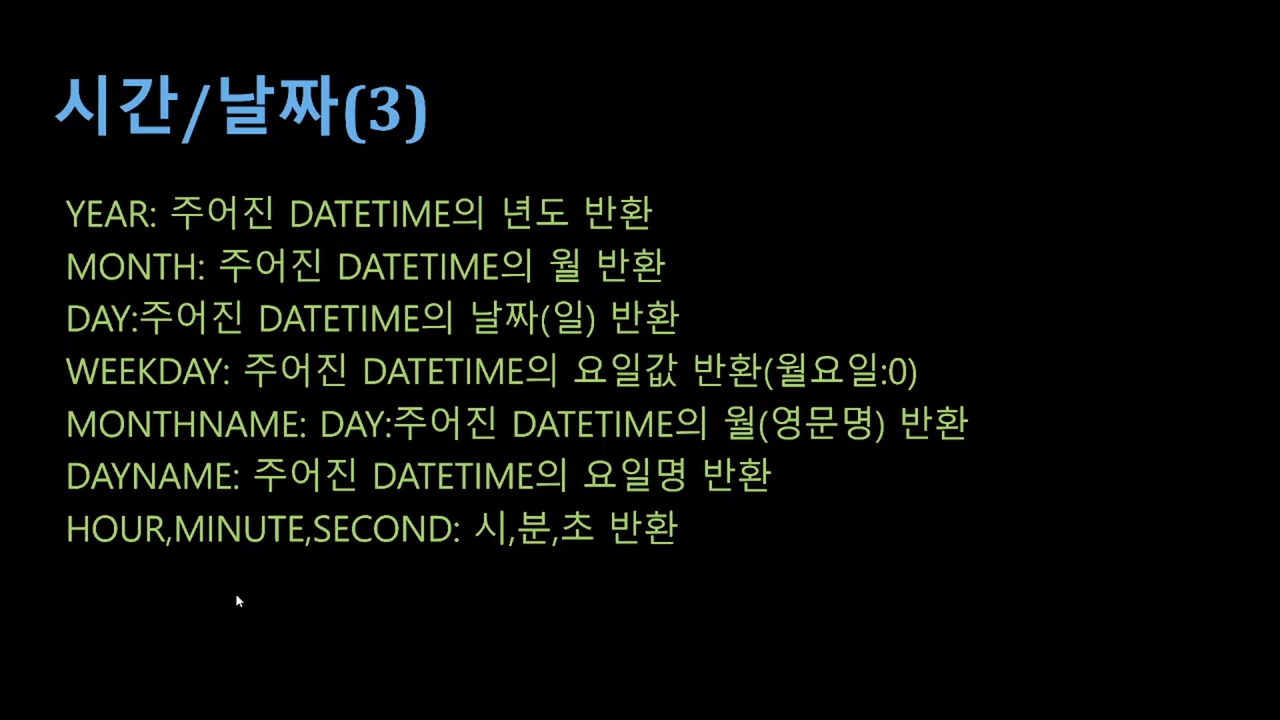 시간/날짜(3)
YEAR: 주어진 DATETIME의 년도 반환
MONTH: 주어진 DATETIME의 월 반환
DAY:주어진 DATETIME의 날짜(일) 반환
WEEKDAY: 주어진 DATETIME의 요일값 반환(월요일:0)
MONTHNAME: DAY:주어진 DATETIME의 월(영문명) 반환
DAYNAME: 주어진 DATETIME의 요일명 반환
HOUR,MINUTE,SECOND: 시,분,초 반환